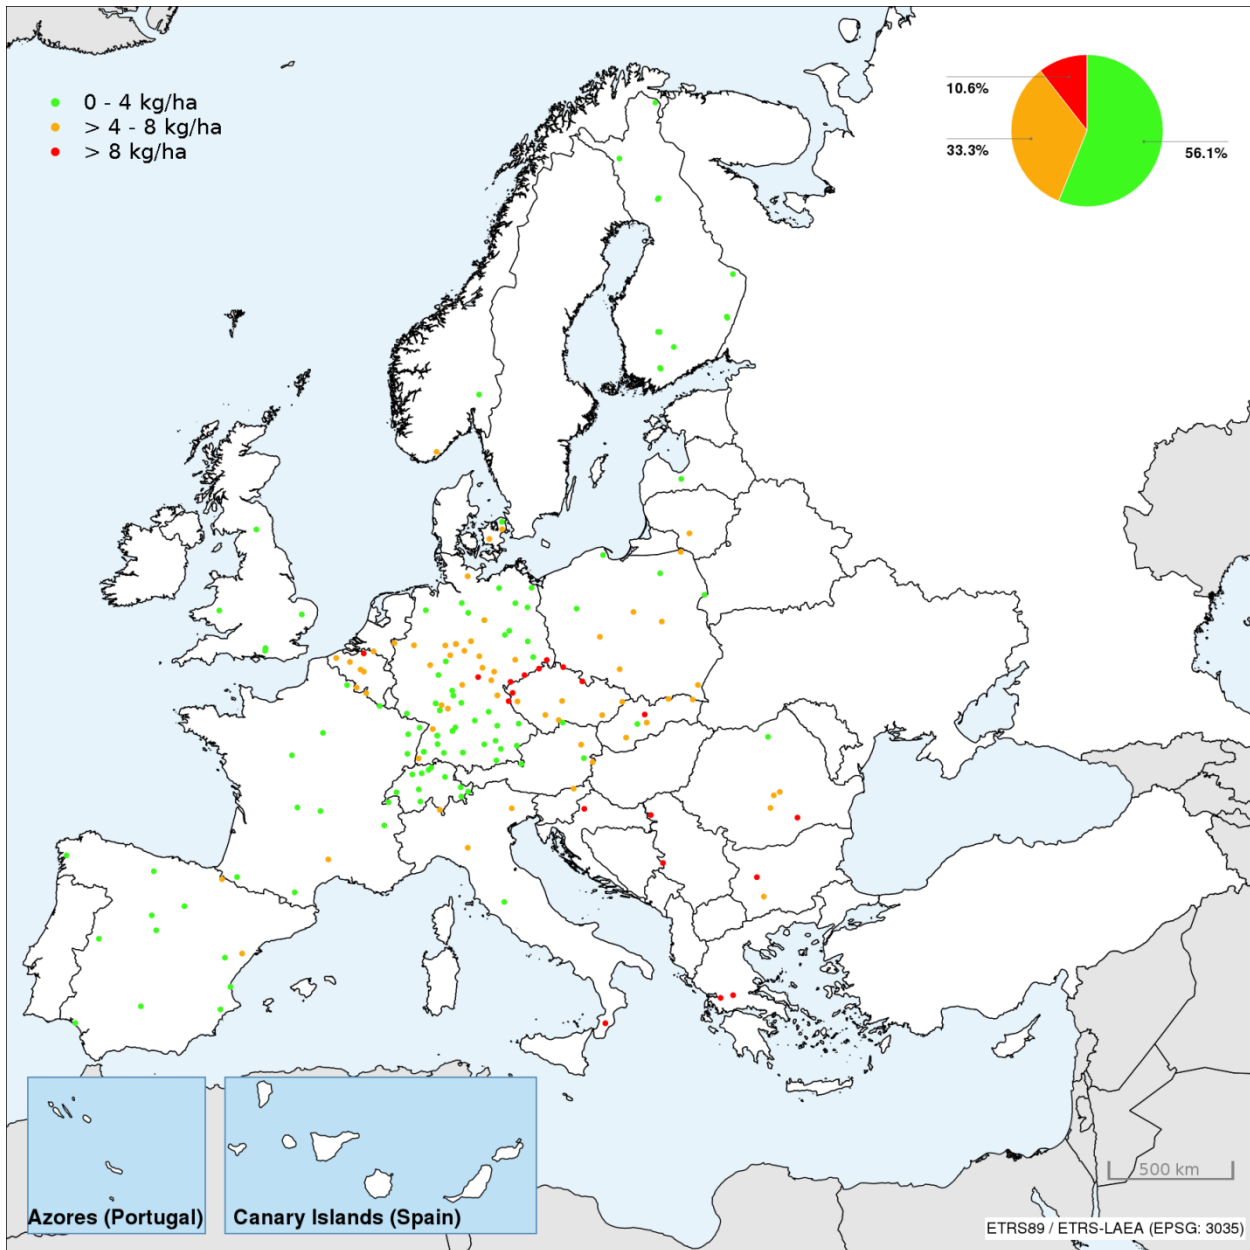 0 - 4 kg/ha
> 4 - 8 kg/ha
> 8 kg/ha
10.6%
33.3%
56.1%
500 km
Azores (Portugal)
Canary Islands (Spain)
ETRS89 / ETRS-LAEA (EPSG: 3035)